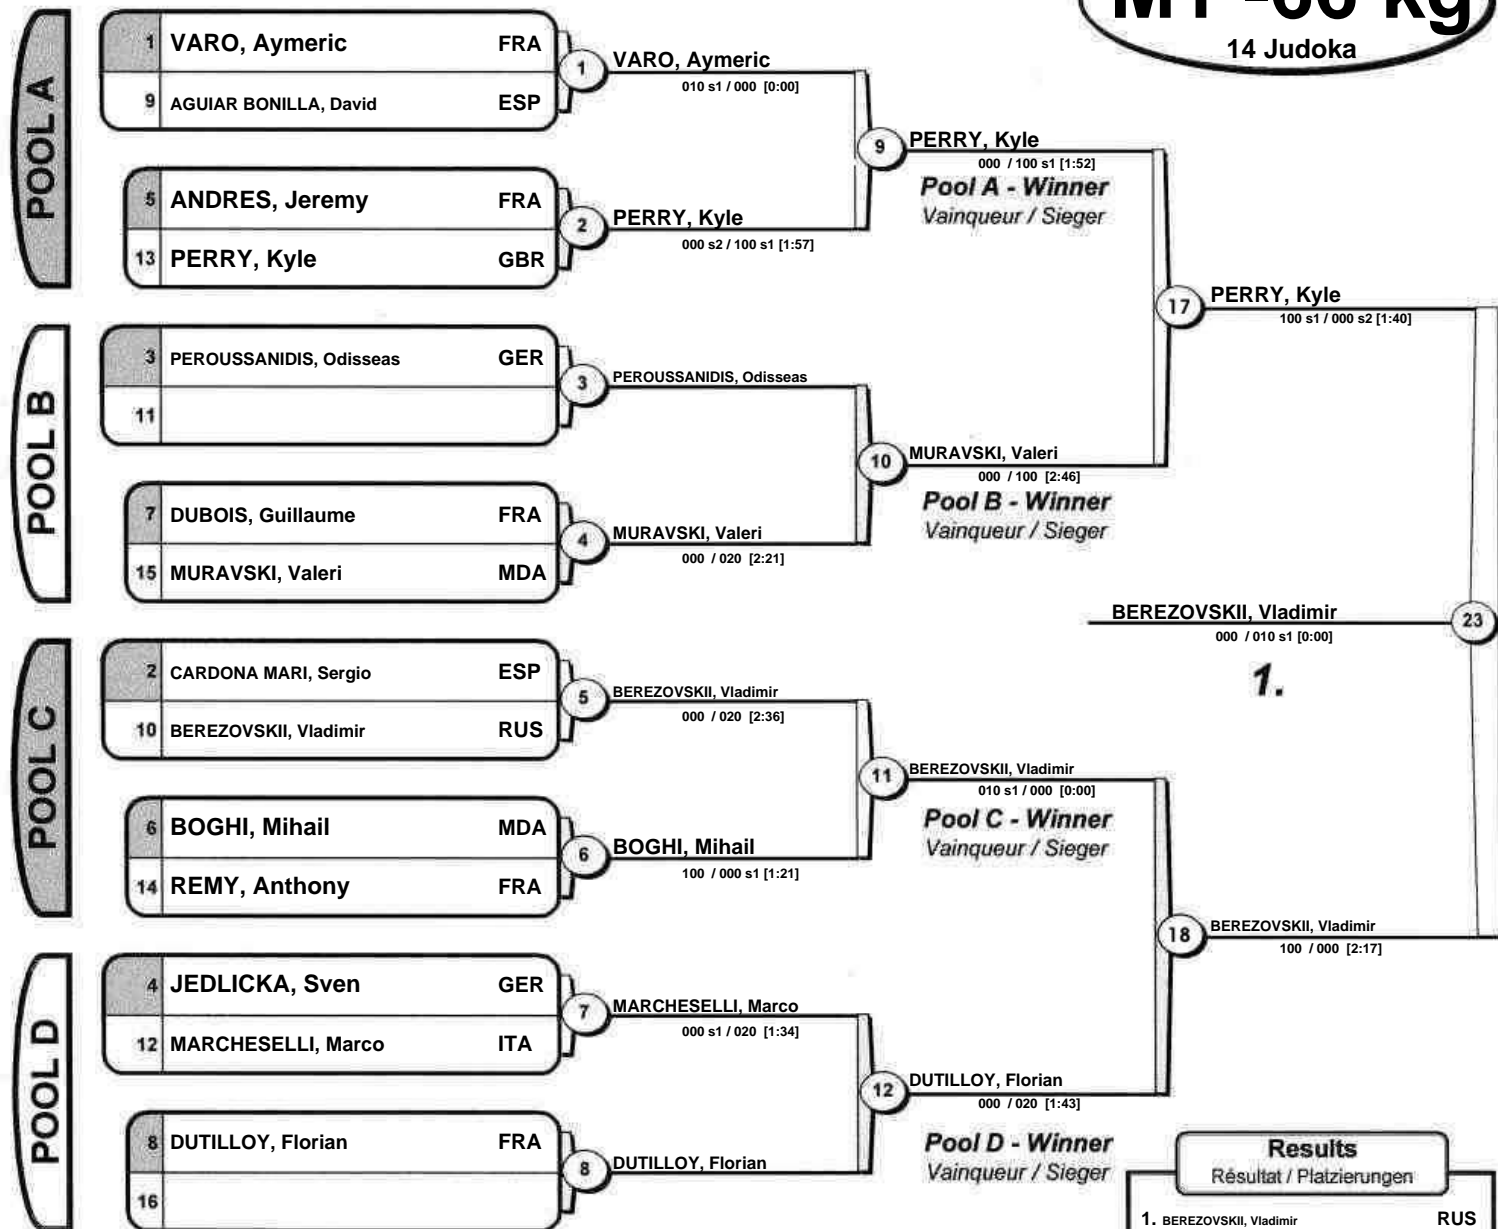 M1 -66 kg
14 Judoka
POOL A
1 VARO, Aymeric FRA
9 AGUIAR BONILLA, David ESP
1
VARO, Aymeric
010 s1 / 000 [0:00]
5 ANDRES, Jeremy FRA
13 PERRY, Kyle GBR
2
PERRY, Kyle
000 s2 / 100 s1 [1:57]
9
PERRY, Kyle
000 / 100 s1 [1:52]
Pool A - Winner
Vainqueur / Sieger
POOL B
3 PEROUSSANIDIS, Odisseas GER
11
3
PEROUSSANIDIS, Odisseas
7 DUBOIS, Guillaume FRA
15 MURAVSKI, Valeri MDA
4
MURAVSKI, Valeri
000 / 020 [2:21]
10
MURAVSKI, Valeri
000 / 100 [2:46]
Pool B - Winner
Vainqueur / Sieger
17
PERRY, Kyle
100 s1 / 000 s2 [1:40]
BEREZOVSKII, Vladimir
000 / 010 s1 [0:00]
23
1.
POOL C
2 CARDONA MARI, Sergio ESP
10 BEREZOVSKII, Vladimir RUS
5
BEREZOVSKII, Vladimir
000 / 020 [2:36]
6 BOGHI, Mihail MDA
14 REMY, Anthony FRA
6
BOGHI, Mihail
100 / 000 s1 [1:21]
11
BEREZOVSKII, Vladimir
010 s1 / 000 [0:00]
Pool C - Winner
Vainqueur / Sieger
18
BEREZOVSKII, Vladimir
100 / 000 [2:17]
POOL D
4 JEDLICKA, Sven GER
12 MARCHESELLI, Marco ITA
7
MARCHESELLI, Marco
000 s1 / 020 [1:34]
8 DUTILLOY, Florian FRA
16
8
DUTILLOY, Florian
12
DUTILLOY, Florian
000 / 020 [1:43]
Pool D - Winner
Vainqueur / Sieger
Results
Résultat / Platzierungen
1. BEREZOVSKII, Vladimir RUS